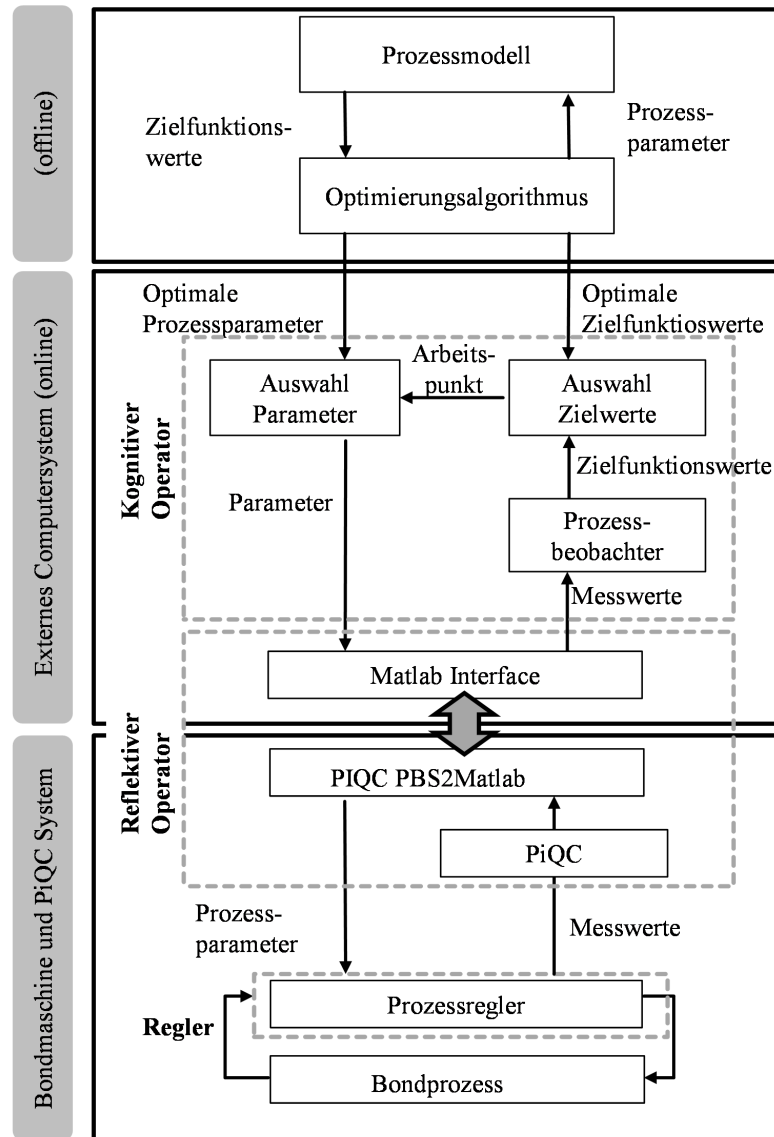 (offline)
Prozessmodell
Zielfunktions-
werte
Prozess-
parameter
Optimierungsalgorithmus
Externes Computersystem (online)
Optimale
Prozessparameter
Optimale
Zielfunktioswerte
Kognitiver
Operator
Auswahl
Parameter
Arbeits-
punkt
Auswahl
Zielwerte
Zielfunktionswerte
Parameter
Prozess-
beobachter
Messwerte
Matlab Interface
Reflektiver
Operator
Bondmaschine und PiQC System
PIQC PBS2Matlab
PiQC
Prozess-
parameter
Messwerte
Prozessregler
Regler
Bondprozess